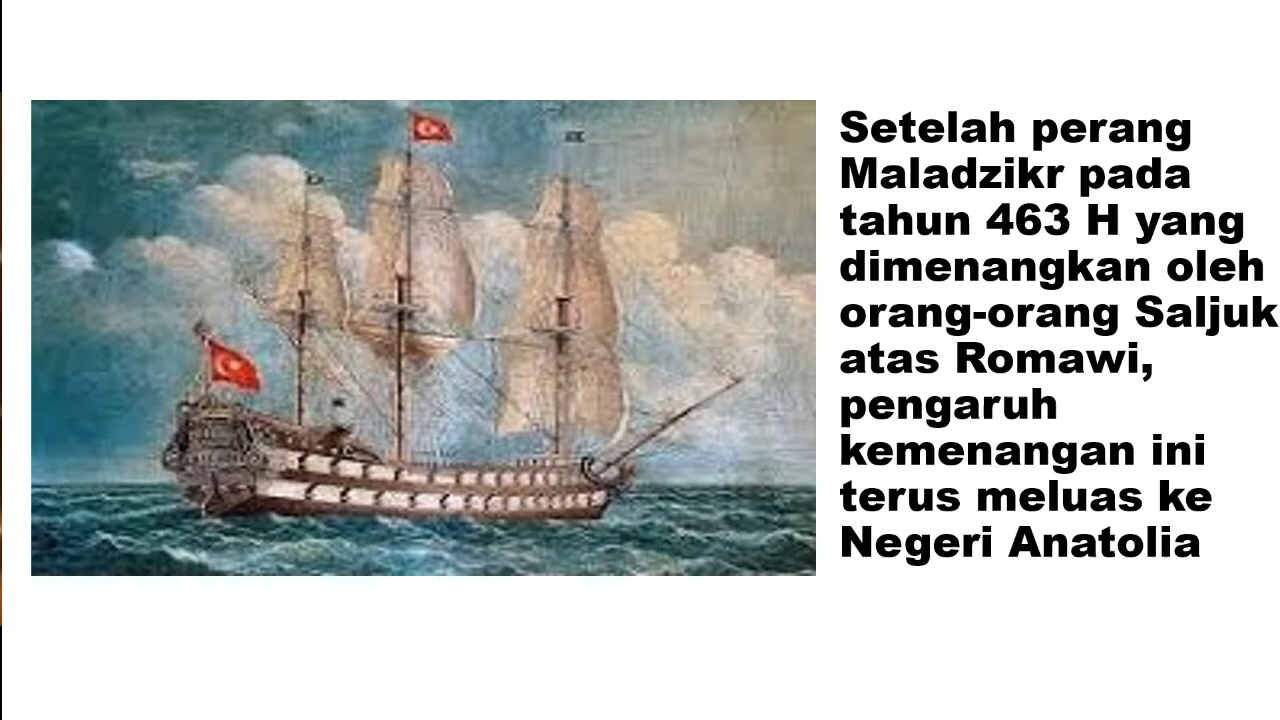 Setelah perang
Maladzikr pada
tahun 463 H yang
dimenangkan oleh
orang-orang Saljuk
atas Romawi,
pengaruh
kemenangan ini
terus meluas ke
Negeri Anatolia